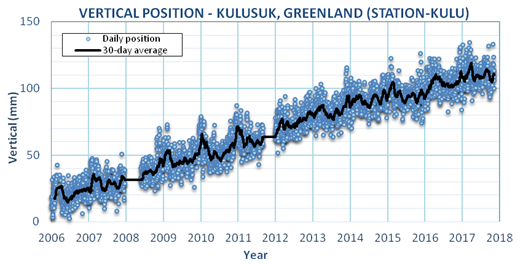 VERTICAL POSITION - KULUSUK, GREENLAND (STATION-KULU)
150
100
50
0
Vertical (mm)
Daily position
30-day average
2006 2007 2008 2009 2010 2011 2012 2013 2014 2015 2016 2017 2018
Year